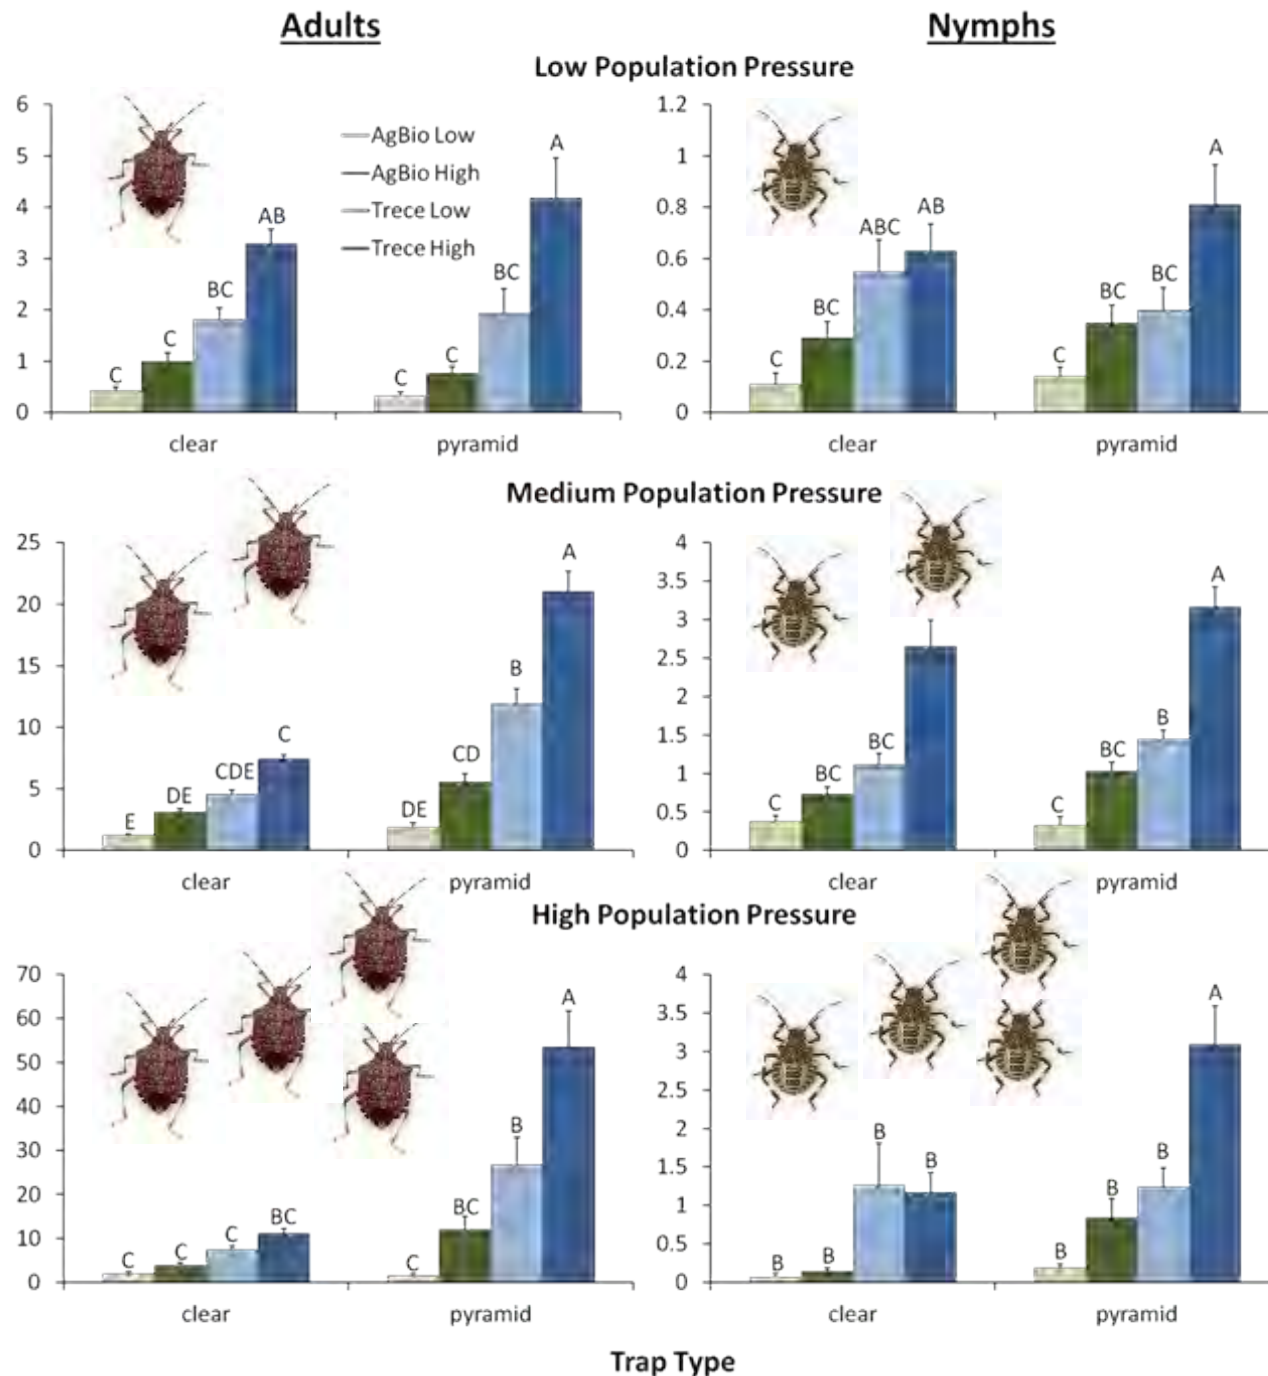 Adults
Nymphs
Low Population Pressure
6
5
4
3
2
1
0
AgBio Low
AgBio High
Trece Low
Trece High
C
C
BC
AB
C
C
BC
A
clear
pyramid
1.2
1
0.8
0.6
0.4
0.2
0
C
BC
ABC
AB
C
BC
BC
A
clear
pyramid
Medium Population Pressure
25
20
15
10
5
0
E
DE
CDE
C
DE
CD
B
A
clear
pyramid
4
3.5
3
2.5
2
1.5
1
0.5
0
C
BC
BC
C
BC
B
A
clear
pyramid
High Population Pressure
70
60
50
40
30
20
10
0
C
C
C
BC
C
BC
B
A
clear
pyramid
4
3.5
3
2.5
2
1.5
1
0.5
0
B
B
B
B
B
B
B
A
clear
pyramid
Trap Type